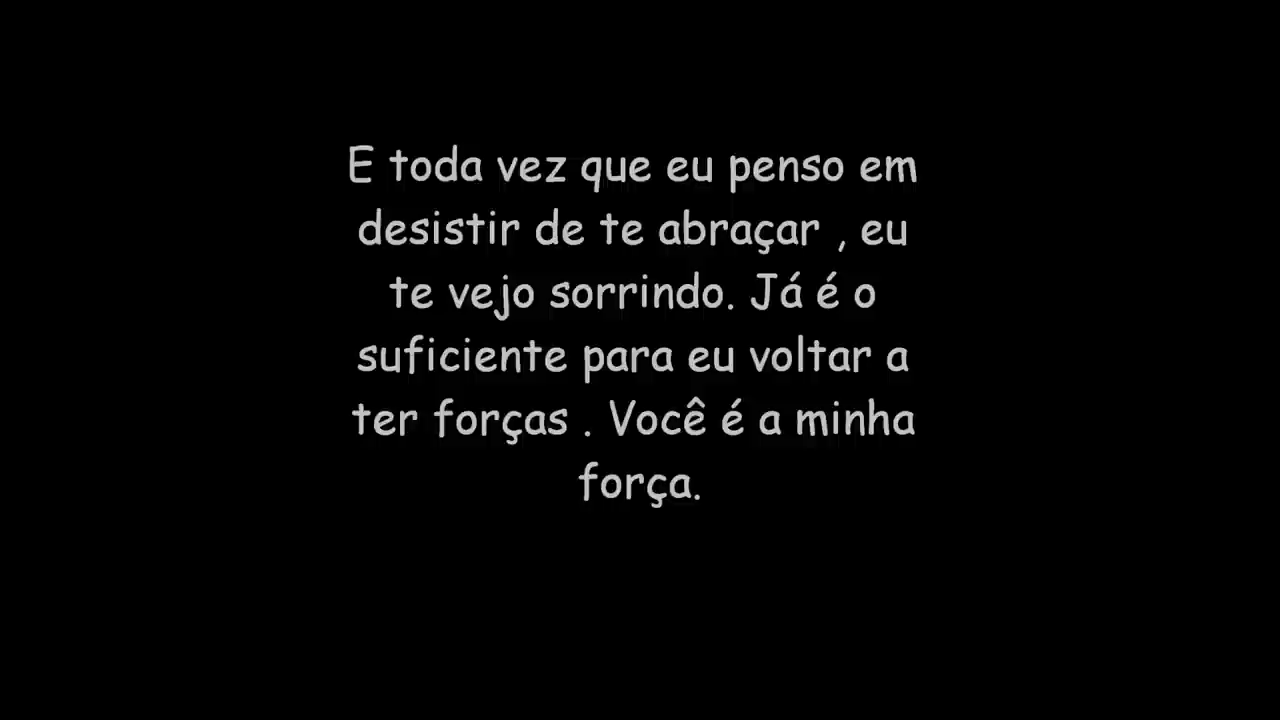 E toda vez que eu penso em
desistir de te abraçar , eu
te vejo sorrindo. Já é o
suficiente para eu voltar a
ter forças . Você é a minha
força.